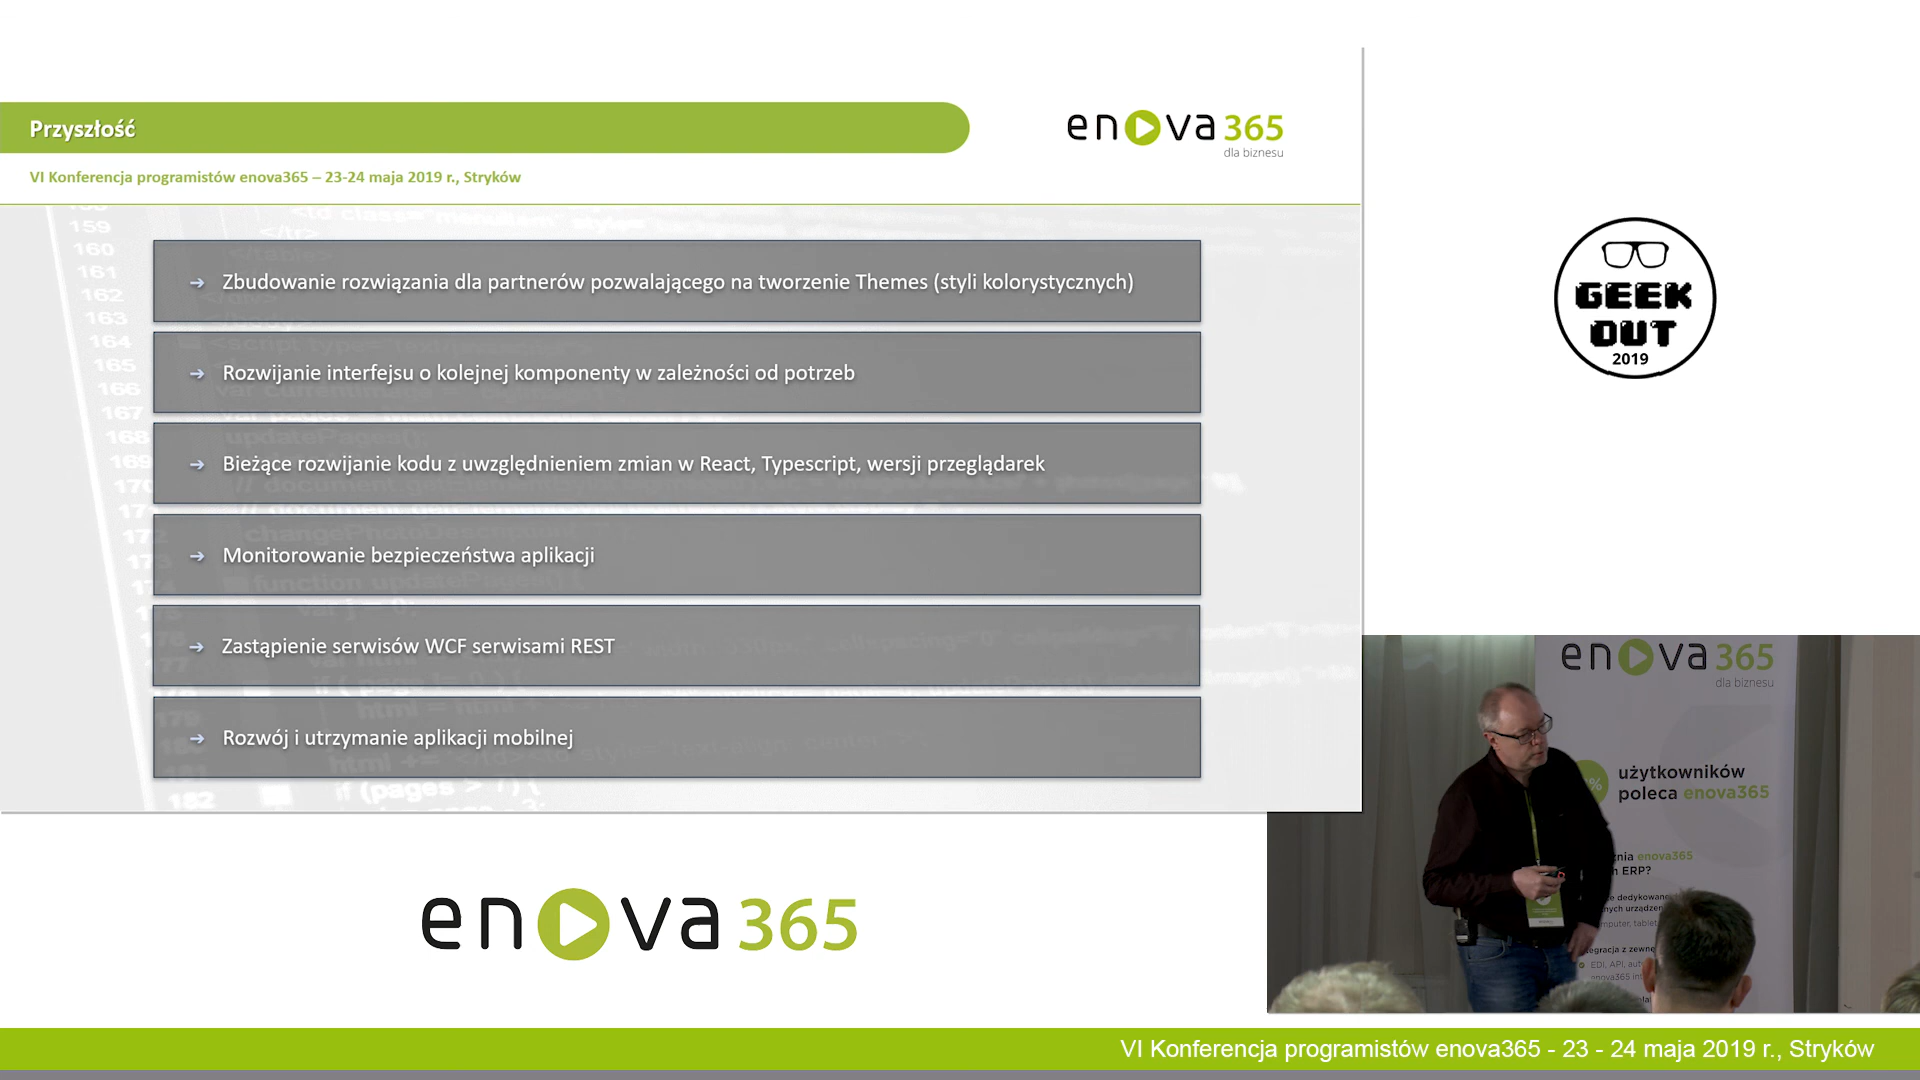 Przyszłość
enova365
dla biznesu
VI Konferencja programistów enova365 – 23-24 maja 2019 r., Stryków
→ Zbudowanie rozwiązania dla partnerów pozwalającego na tworzenie Themes (styli kolorystycznych)
→ Rozwijanie interfejsu o kolejnej komponenty w zależności od potrzeb
→ Bieżące rozwijanie kodu z uwzględnieniem zmian w React, Typescript, wersji przeglądarek
→ Monitorowanie bezpieczeństwa aplikacji
→ Zastąpienie serwisów WCF serwisami REST
→ Rozwój i utrzymanie aplikacji mobilnej
GEEK
OUT
2019
enova365
dla biznesu
użytkowników
poleca enova365
enova365
ERP?
enova365
VI Konferencja programistów enova365 - 23 - 24 maja 2019 r., Stryków